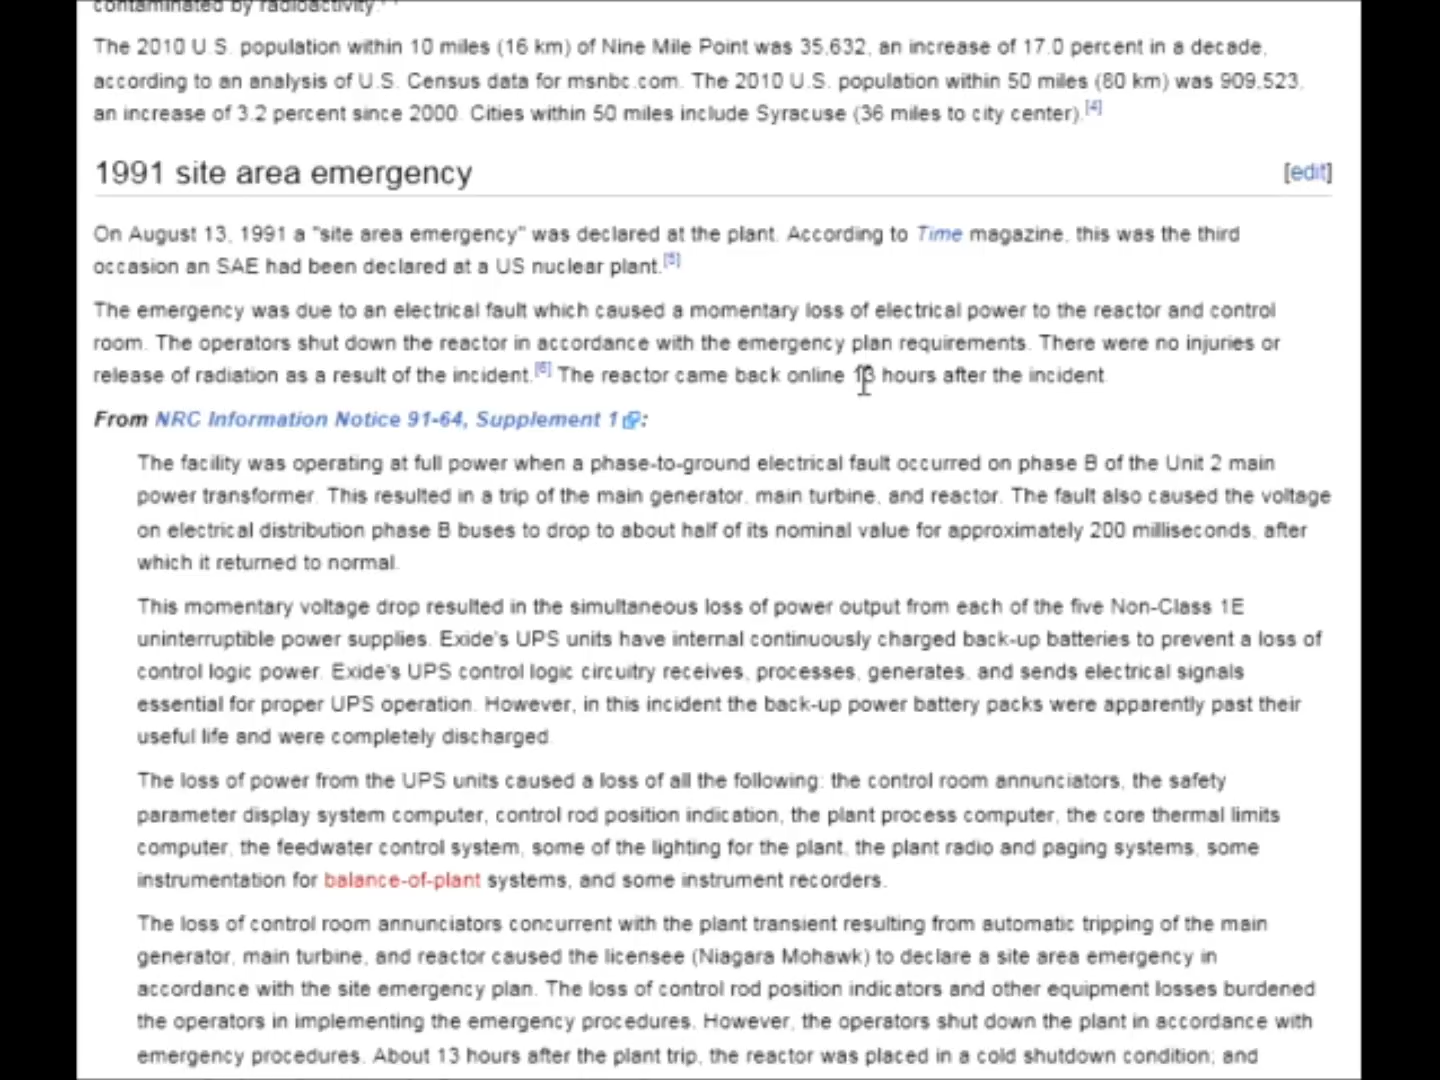 contaminated by radioactivity.
The 2010 U.S. population within 10 miles (16 km) of Nine Mile Point was 35,632, an increase of 17.0 percent in a decade,
according to an analysis of U.S. Census data for msnbc.com. The 2010 U.S. population within 50 miles (80 km) was 909,523,
an increase of 3.2 percent since 2000. Cities within 50 miles include Syracuse (36 miles to city center).[4]
1991 site area emergency [edit]
On August 13, 1991 a "site area emergency" was declared at the plant. According to Time magazine, this was the third
occasion an SAE had been declared at a US nuclear plant.[5]
The emergency was due to an electrical fault which caused a momentary loss of electrical power to the reactor and control
room. The operators shut down the reactor in accordance with the emergency plan requirements. There were no injuries or
release of radiation as a result of the incident.[6] The reactor came back online 13 hours after the incident.
From NRC Information Notice 91-64, Supplement 1:
The facility was operating at full power when a phase-to-ground electrical fault occurred on phase B of the Unit 2 main
power transformer. This resulted in a trip of the main generator, main turbine, and reactor. The fault also caused the voltage
on electrical distribution phase B buses to drop to about half of its nominal value for approximately 200 milliseconds, after
which it returned to normal.
This momentary voltage drop resulted in the simultaneous loss of power output from each of the five Non-Class 1E
uninterruptible power supplies. Exide's UPS units have internal continuously charged back-up batteries to prevent a loss of
control logic power. Exide's UPS control logic circuitry receives, processes, generates, and sends electrical signals
essential for proper UPS operation. However, in this incident the back-up power battery packs were apparently past their
useful life and were completely discharged.
The loss of power from the UPS units caused a loss of all the following: the control room annunciators, the safety
parameter display system computer, control rod position indication, the plant process computer, the core thermal limits
computer, the feedwater control system, some of the lighting for the plant, the plant radio and paging systems, some
instrumentation for balance-of-plant systems, and some instrument recorders.
The loss of control room annunciators concurrent with the plant transient resulting from automatic tripping of the main
generator, main turbine, and reactor caused the licensee (Niagara Mohawk) to declare a site area emergency in
accordance with the site emergency plan. The loss of control rod position indicators and other equipment losses burdened
the operators in implementing the emergency procedures. However, the operators shut down the plant in accordance with
emergency procedures. About 13 hours after the plant trip, the reactor was placed in a cold shutdown condition; and